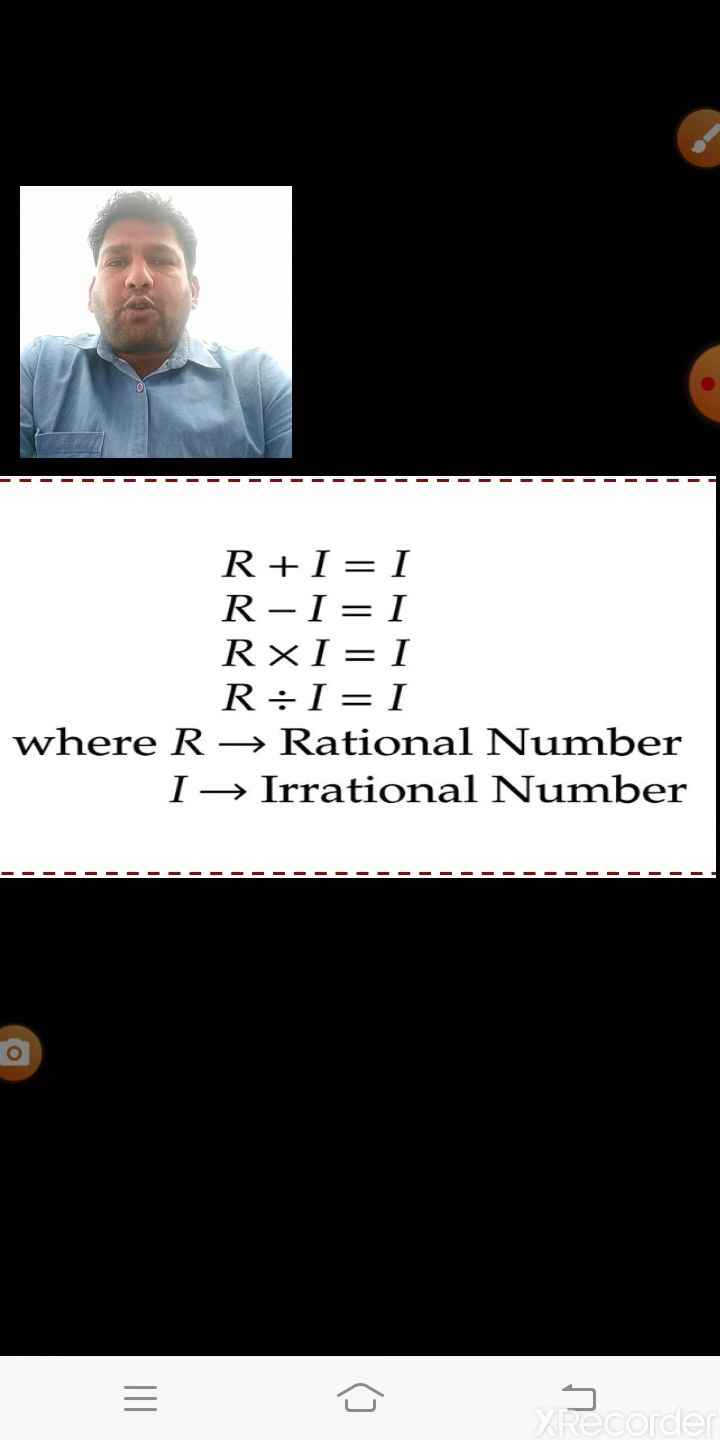 R + I = I
R − I = I
R × I = I
R ÷ I = I
where R → Rational Number
I → Irrational Number
XRecorder